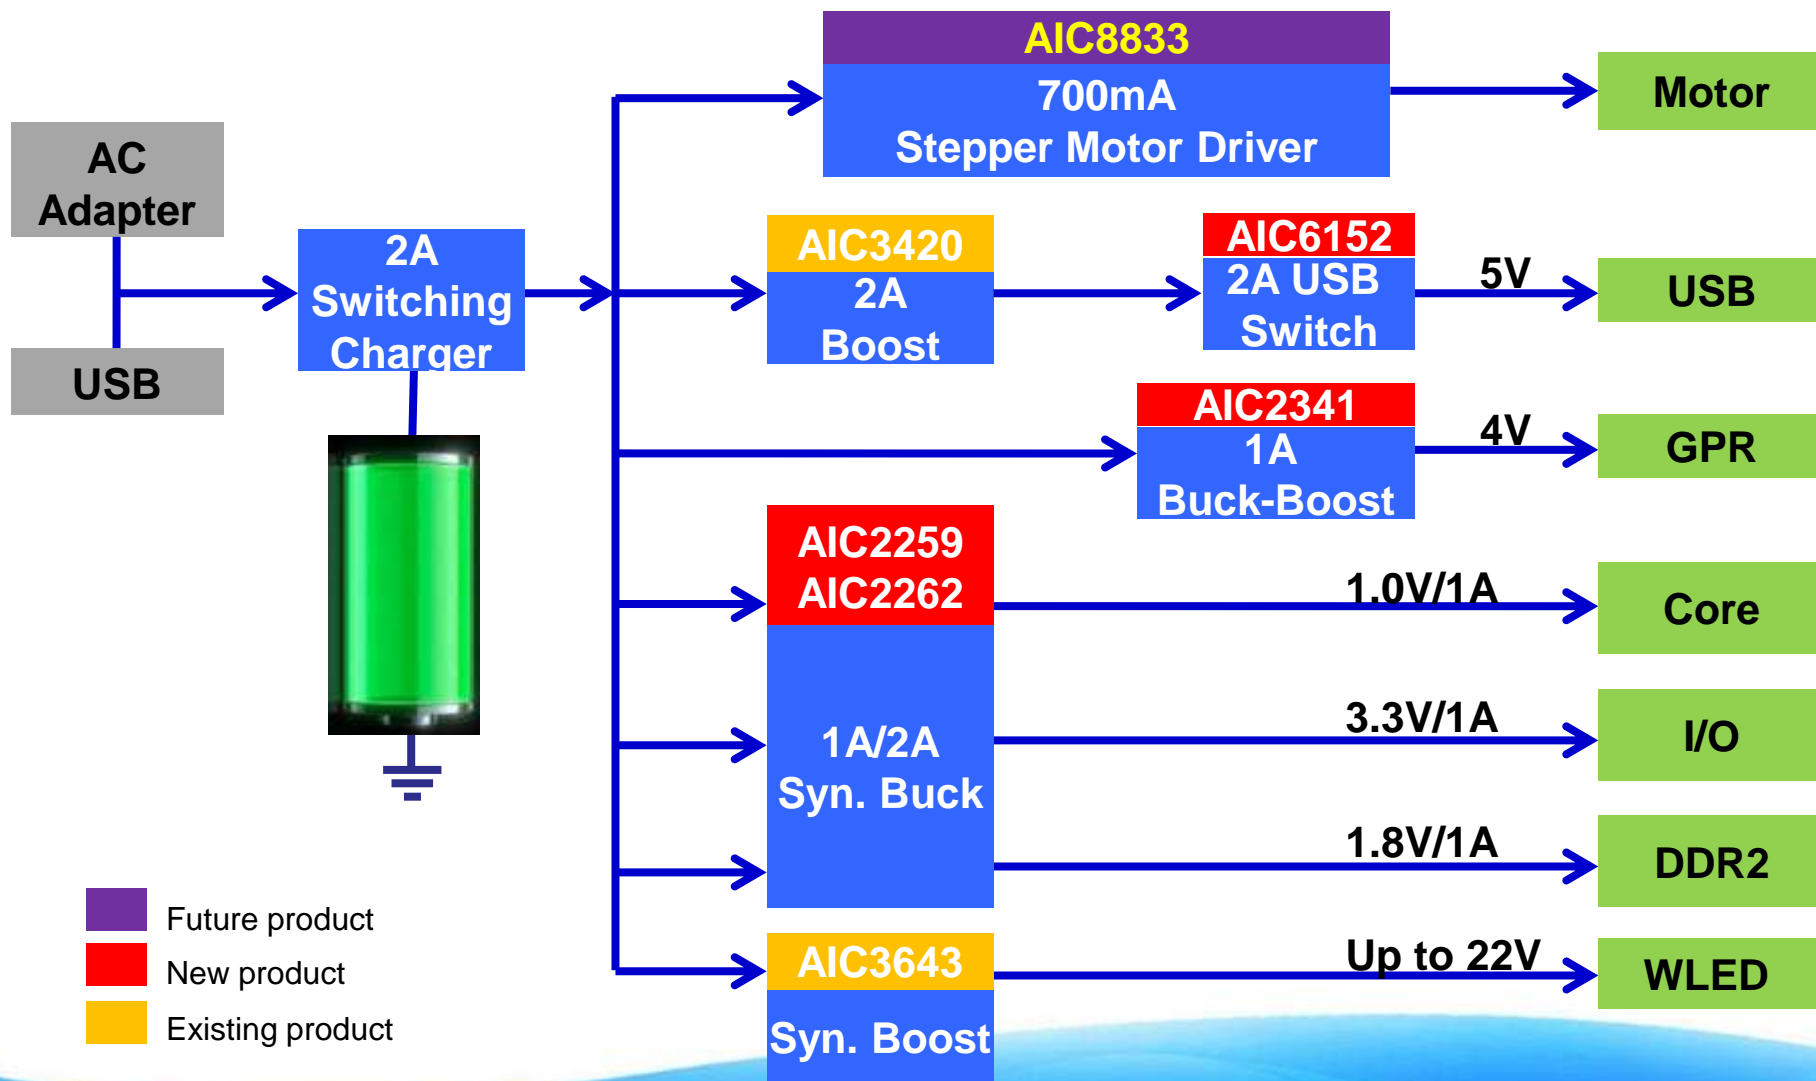 AIC8833
700mA
Stepper Motor Driver
Motor
AC
Adapter
USB
2A
Switching
Charger
AIC3420
2A
Boost
AIC6152
2A USB
Switch
5V
USB
AIC2341
1A
Buck-Boost
4V
GPR
AIC2259
AIC2262
1A/2A
Syn. Buck
1.0V/1A
Core
3.3V/1A
I/O
1.8V/1A
DDR2
AIC3643
Syn. Boost
Up to 22V
WLED
Future product
New product
Existing product